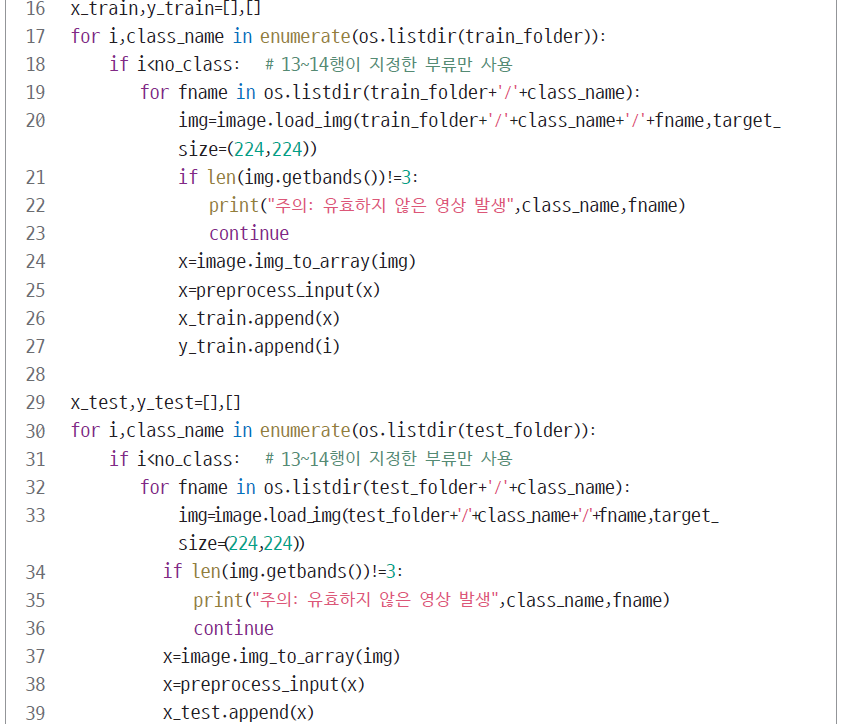 16 x_train,y_train=[],[]
17 for i,class_name in enumerate(os.listdir(train_folder)):
18 if i<no_class: # 13~14행이 지정한 부류만 사용
19 for fname in os.listdir(train_folder+'/'+class_name):
20 img=image.load_img(train_folder+'/'+class_name+'/'+fname,target_
size=(224,224))
21 if len(img.getbands())!=3:
22 print("주의: 유효하지 않은 영상 발생",class_name,fname)
23 continue
24 x=image.img_to_array(img)
25 x=preprocess_input(x)
26 x_train.append(x)
27 y_train.append(i)
28
29 x_test,y_test=[],[]
30 for i,class_name in enumerate(os.listdir(test_folder)):
31 if i<no_class: # 13~14행이 지정한 부류만 사용
32 for fname in os.listdir(test_folder+'/'+class_name):
33 img=image.load_img(test_folder+'/'+class_name+'/'+fname,target_
size=(224,224))
34 if len(img.getbands())!=3:
35 print("주의: 유효하지 않은 영상 발생",class_name,fname)
36 continue
37 x=image.img_to_array(img)
38 x=preprocess_input(x)
39 x_test.append(x)